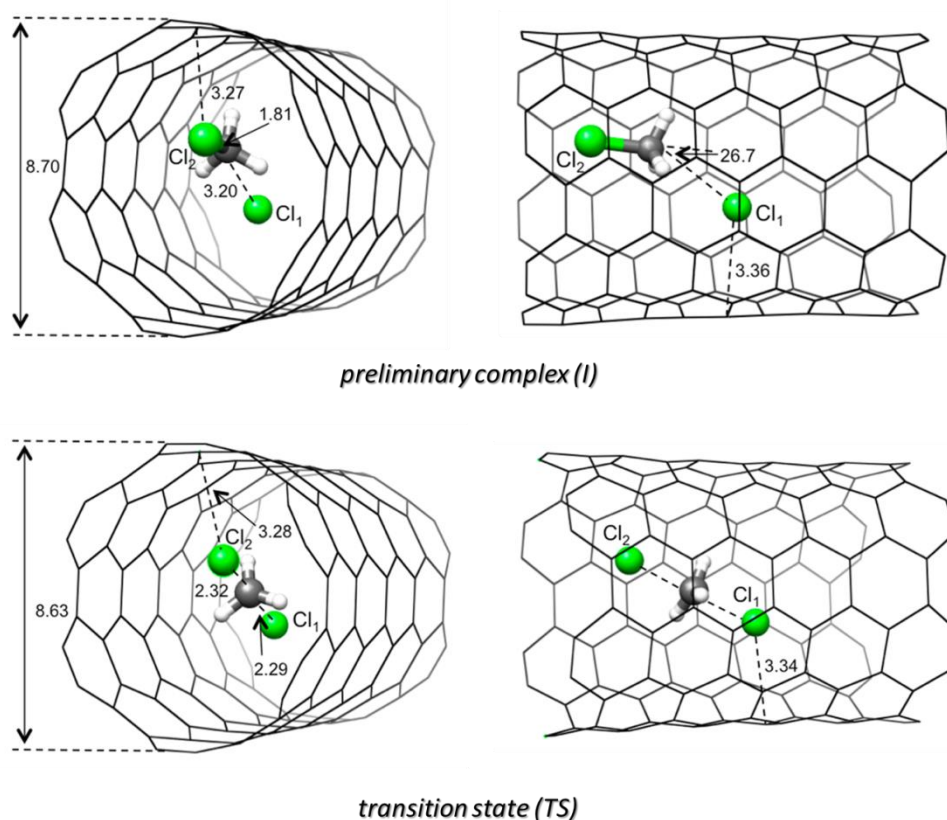 3.27
1.81
8.70
Cl₂
3.20
Cl₁
Cl₂
26.7
Cl₁
3.36
preliminary complex (I)
3.28
Cl₂
8.63
2.32
Cl₁
2.29
Cl₂
Cl₁
3.34
transition state (TS)